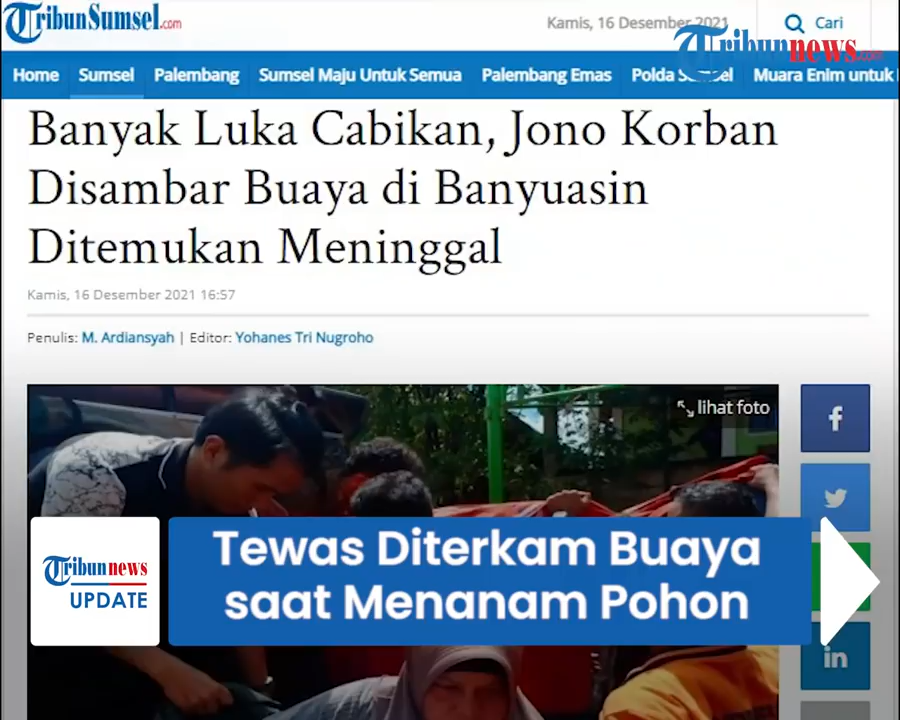 TribunSumsel.com
Kamis, 16 Desember 2021
Cari
Tribunnews.com
Home Sumsel Palembang Sumsel Maju Untuk Semua Palembang Emas Polda Sumsel Muara Enim untuk
Banyak Luka Cabikan, Jono Korban
Disambar Buaya di Banyuasin
Ditemukan Meninggal
Kamis, 16 Desember 2021 16:57
Penulis: M. Ardiansyah | Editor: Yohanes Tri Nugroho
lihat foto
f
Tribunnews
UPDATE
Tewas Diterkam Buaya
saat Menanam Pohon
in